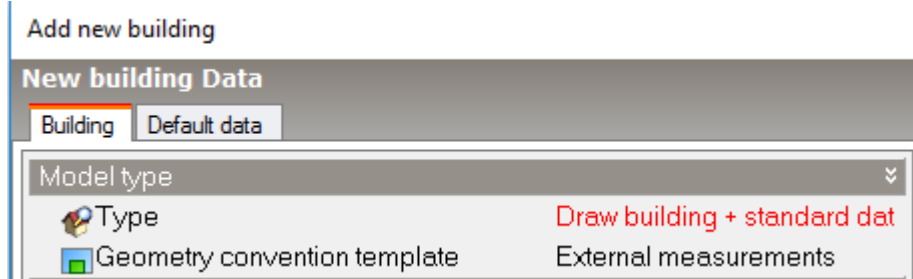 Add new building
New building Data
Building Default data
Model type
Type Draw building + standard dat
Geometry convention template External measurements